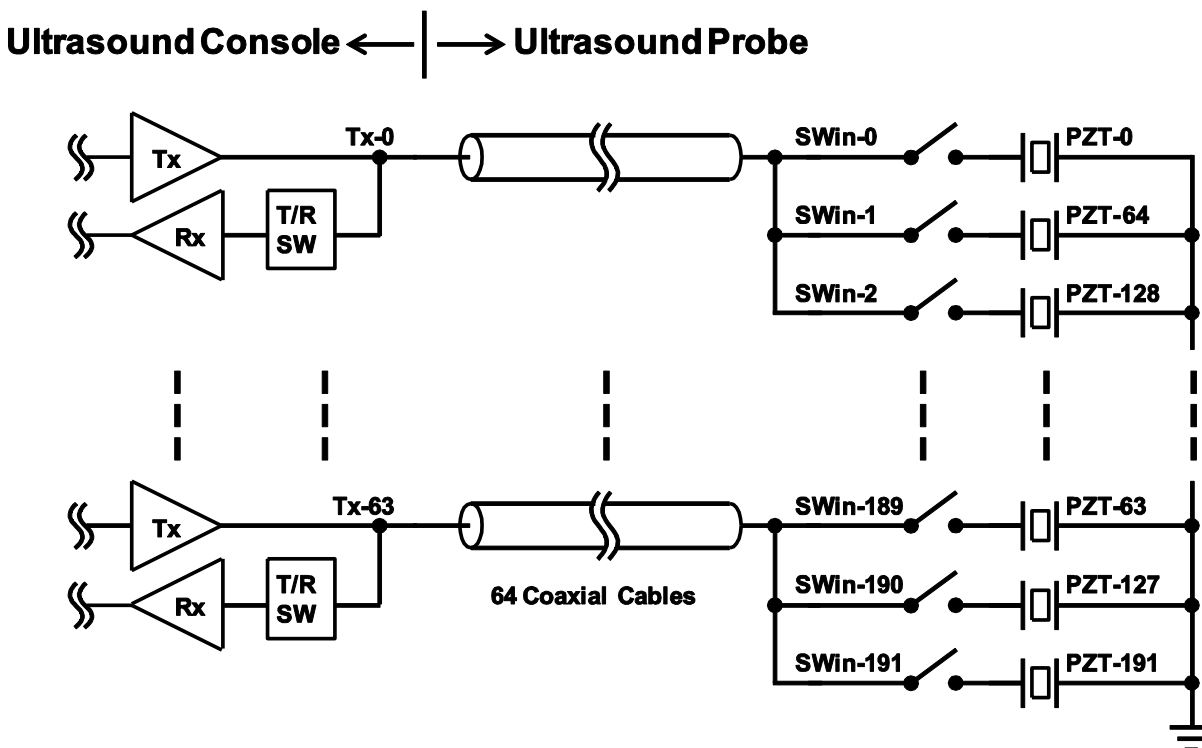 Ultrasound Console
Ultrasound Probe
Tx-0
Tx
T/R
SW
Rx
SWin-0
PZT-0
SWin-1
PZT-64
SWin-2
PZT-128
Tx-63
Tx
T/R
SW
Rx
64 Coaxial Cables
SWin-189
PZT-63
SWin-190
PZT-127
SWin-191
PZT-191